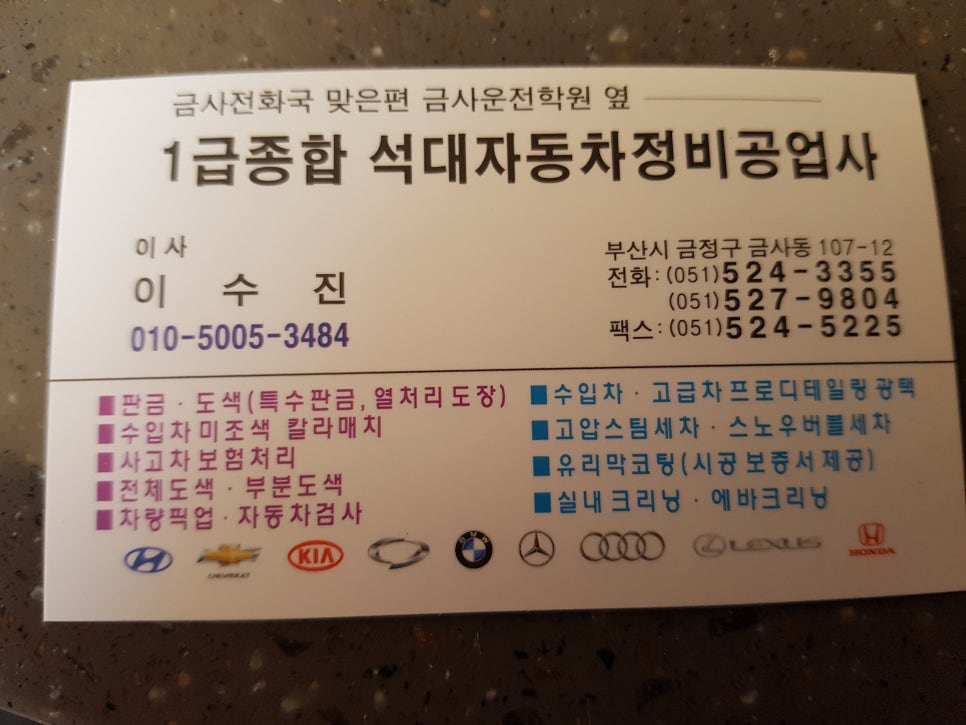 금사전화국 맞은편 금사운전학원 옆
1급종합 석대자동차정비공업사
이사
이 수 진
010-5005-3484
부산시 금정구 금사동 107-12
전화: (051)524-3355
(051)527-9804
팩스: (051)524-5225
■판금 · 도색(특수판금, 열처리도장)
■수입차미조색 칼라매치
■사고차보험처리
■전체도색 · 부분도색
■차량픽업 · 자동차검사
■수입차 · 고급차프로디테일링광택
■고압스팀세차 · 스노우버블세차
■유리막코팅(시공보증서제공)
■실내크리닝 · 에바크리닝
CHEVROLET KIA BMW LEXUS HONDA